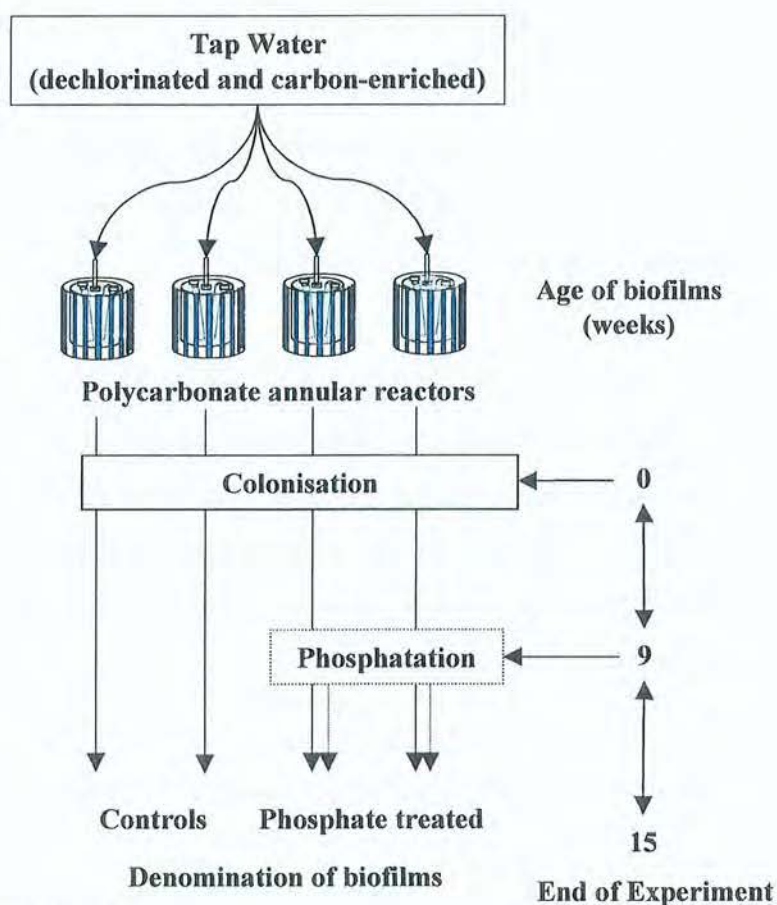 Tap Water
(dechlorinated and carbon-enriched)
Age of biofilms
(weeks)
Polycarbonate annular reactors
Colonisation
0
Phosphatation
9
Controls
Phosphate treated
15
Denomination of biofilms
End of Experiment